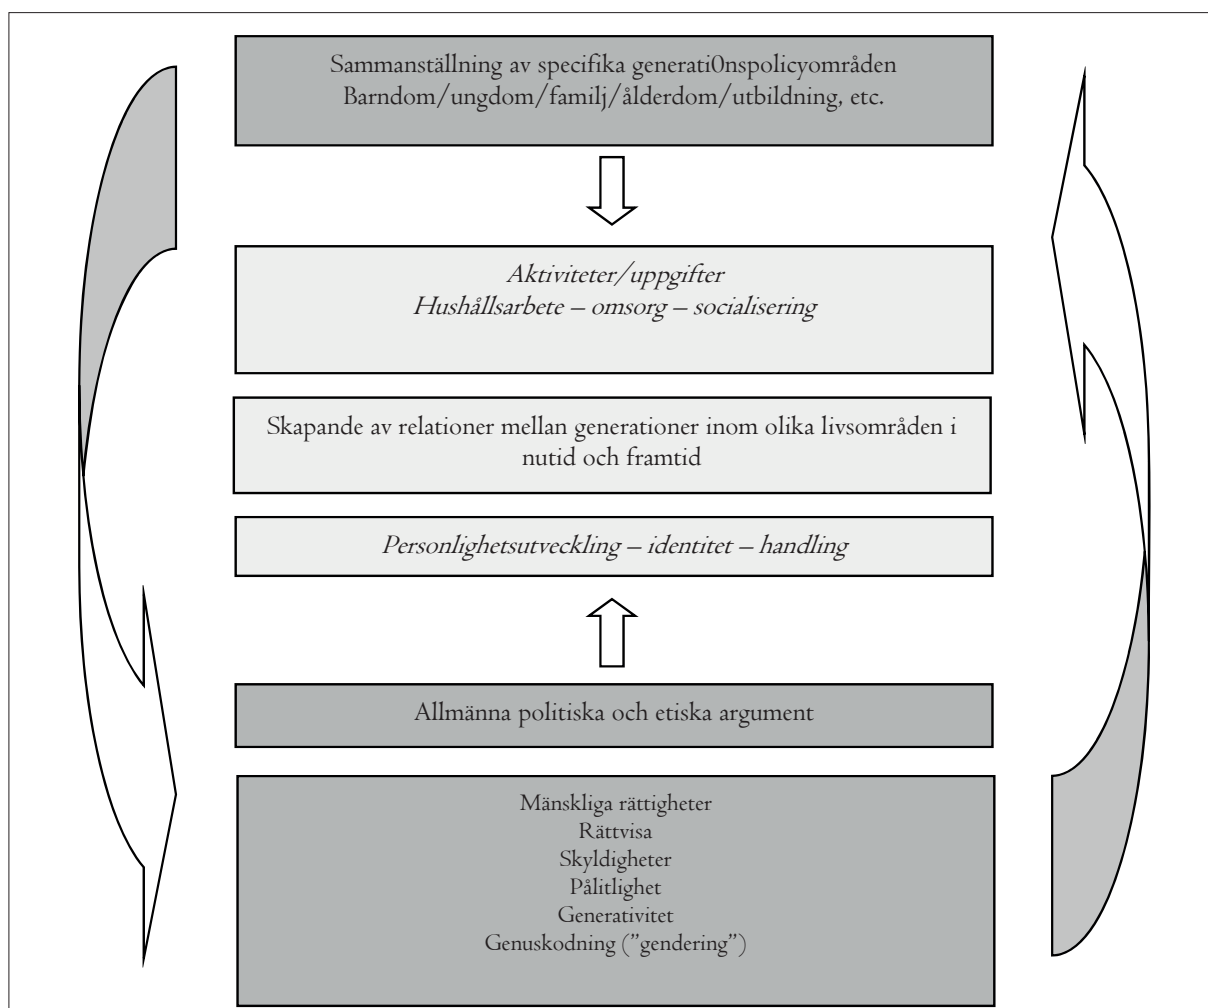 Sammanställning av specifika generati0nspolicyområden
Barndom/ungdom/familj/ålderdom/utbildning, etc.
Aktiviteter/uppgifter
Hushållsarbete – omsorg – socialisering
Skapande av relationer mellan generationer inom olika livsområden i
nutid och framtid
Personlighetsutveckling – identitet – handling
Allmänna politiska och etiska argument
Mänskliga rättigheter
Rättvisa
Skyldigheter
Pålitlighet
Generativitet
Genuskodning (”gendering”)